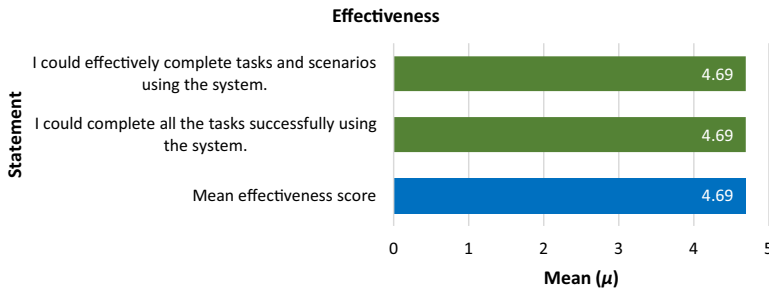 Effectiveness
Statement
I could effectively complete tasks and scenarios
using the system.
4.69
I could complete all the tasks successfully using
the system.
4.69
Mean effectiveness score
4.69
0 1 2 3 4 5
Mean (μ)